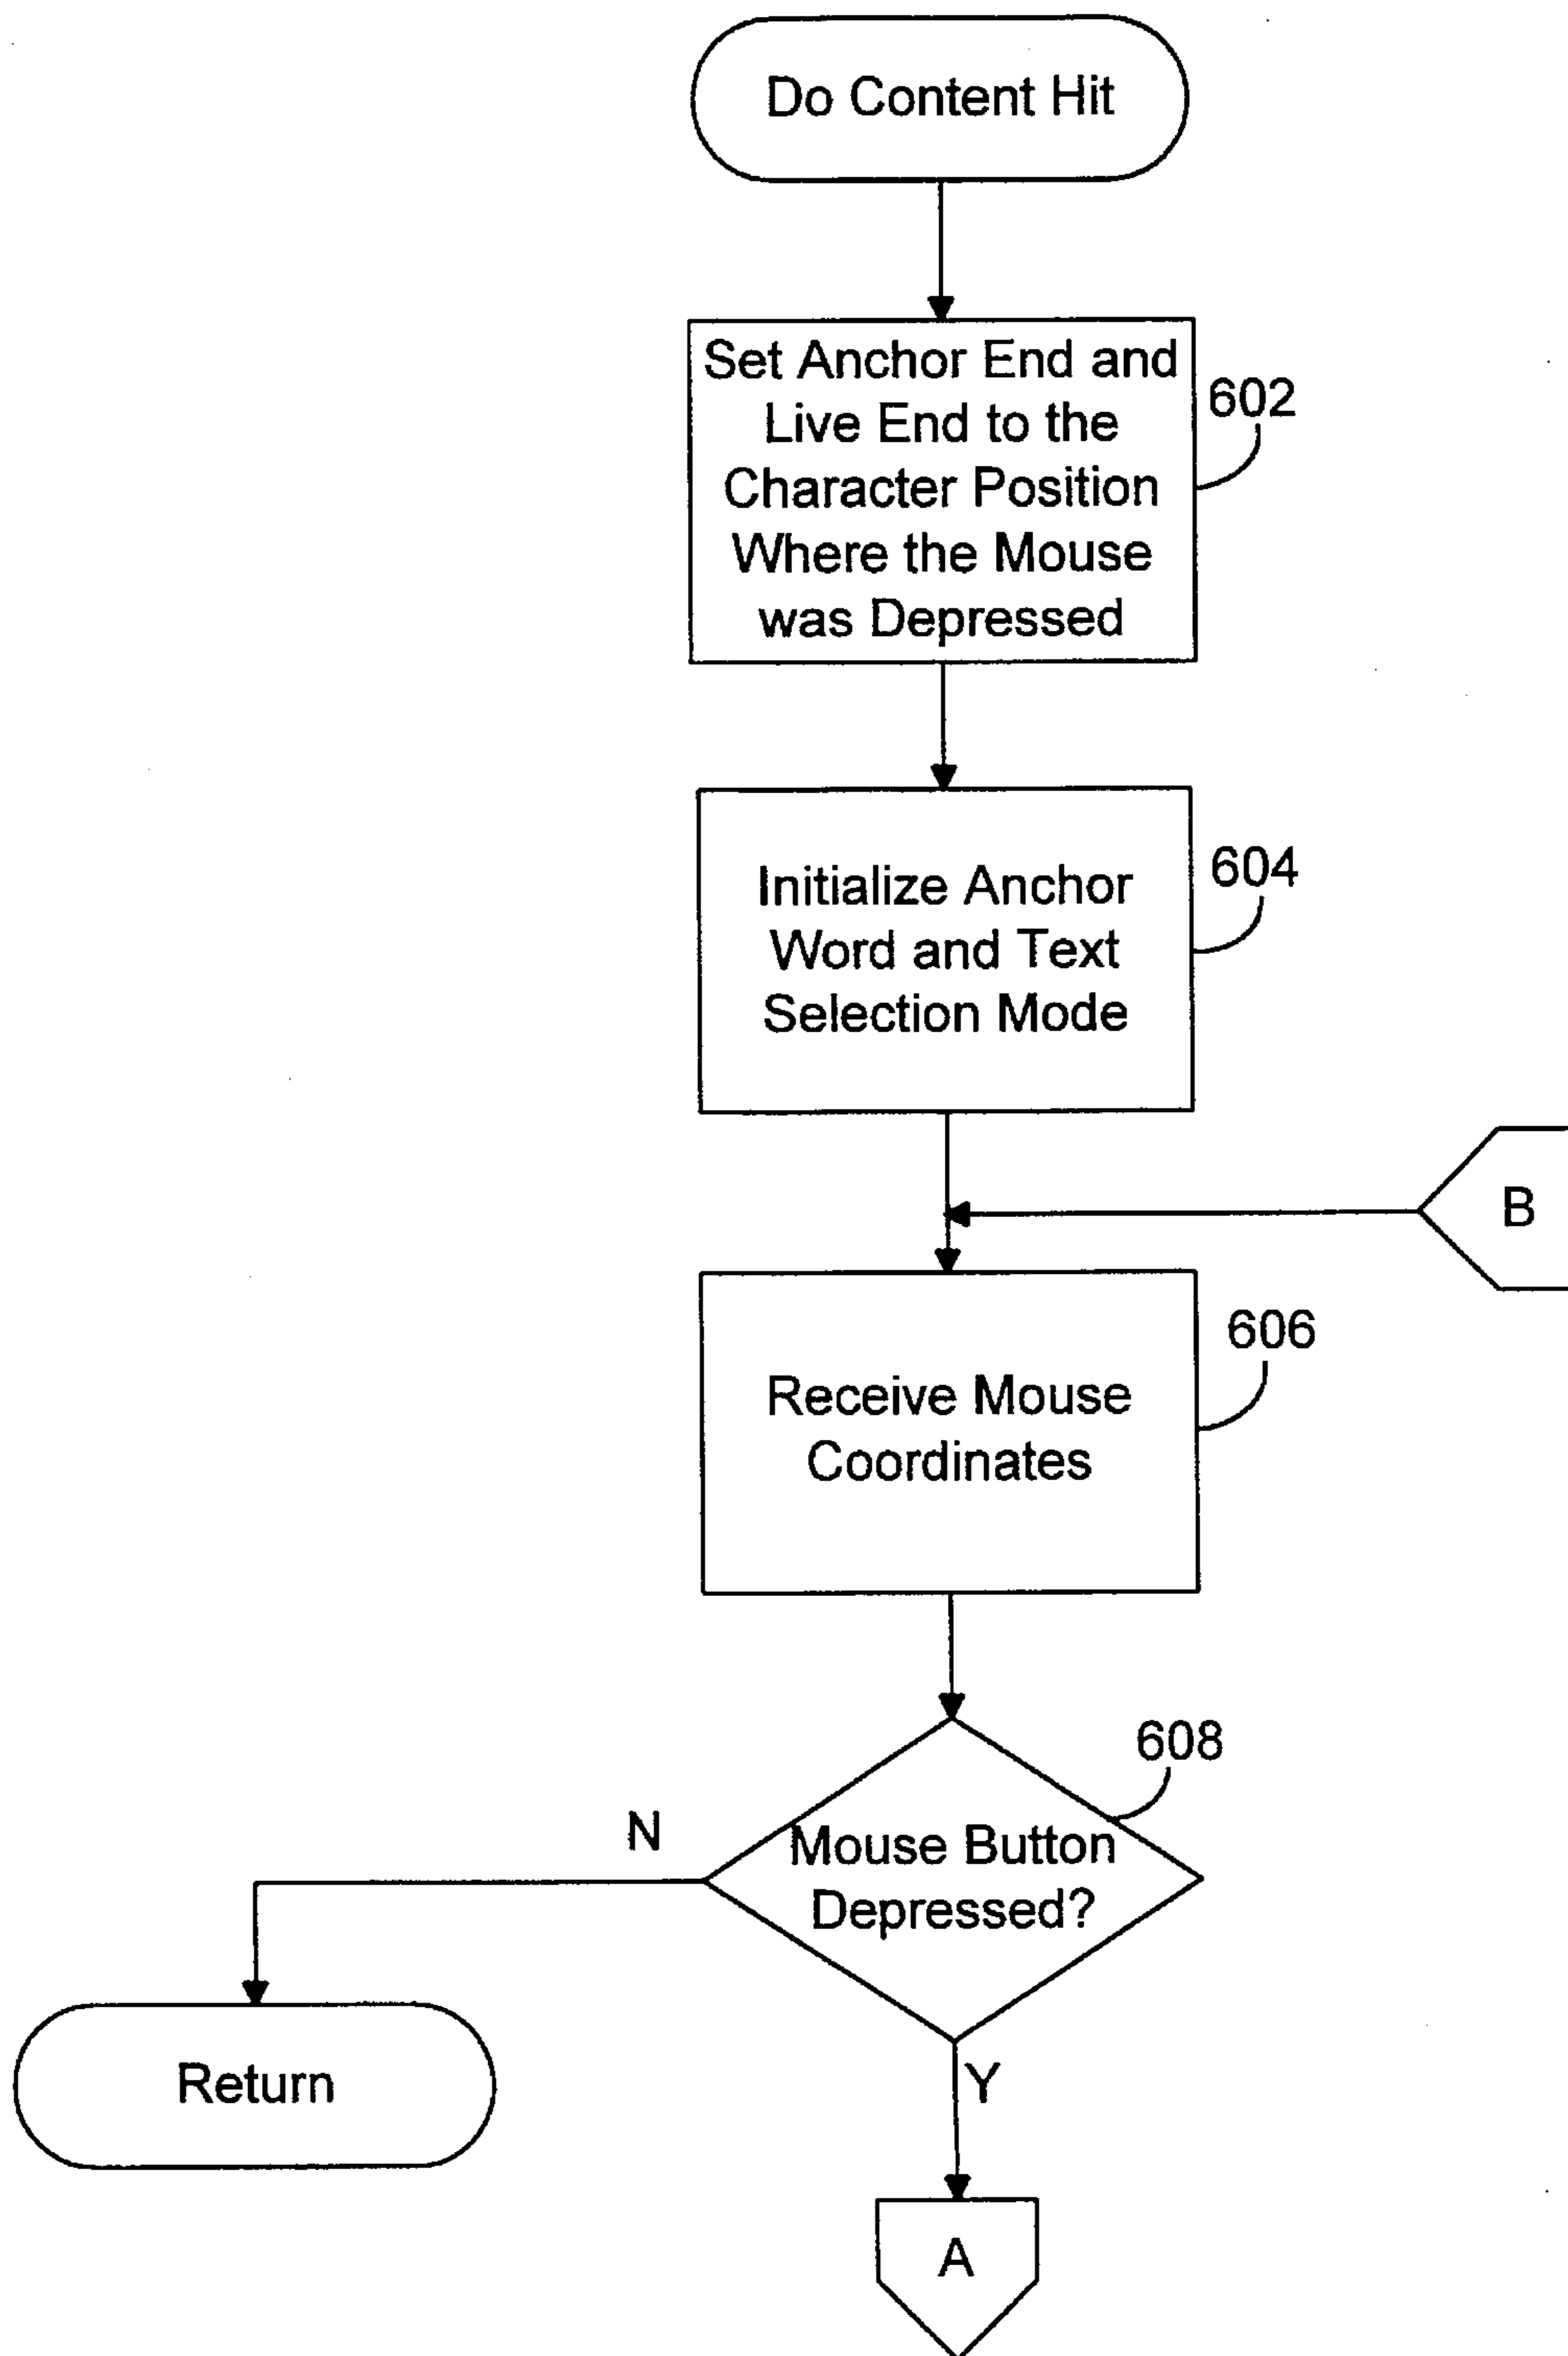 Do Content Hit
Set Anchor End and
Live End to the
Character Position
Where the Mouse
was Depressed
602
Initialize Anchor
Word and Text
Selection Mode
604
B
Receive Mouse
Coordinates
606
Mouse Button
Depressed?
608
N
Return
Y
A